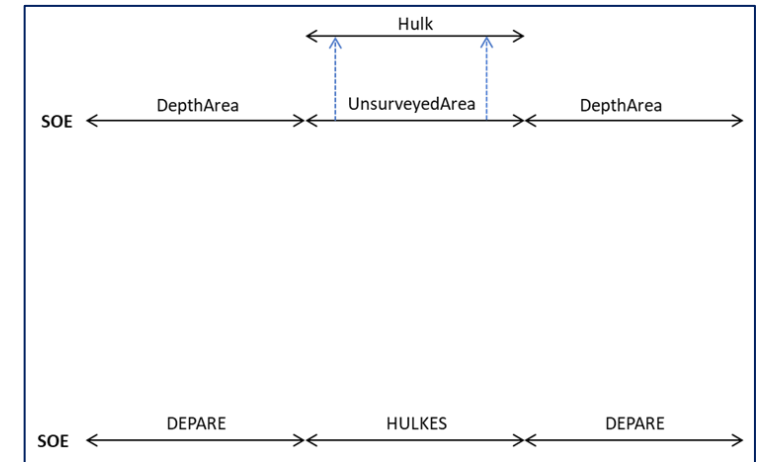 Hulk
DepthArea UnsurveyedArea DepthArea
SOE
DEPARE HULKES DEPARE
SOE